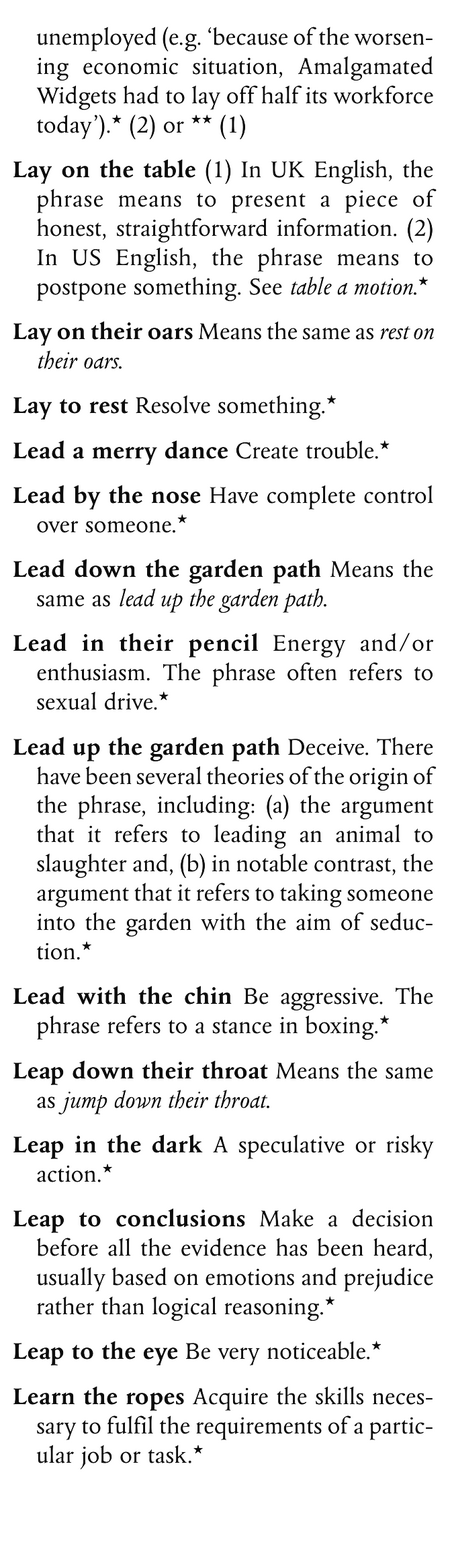 unemployed (e.g. ‘because of the worsen-
ing economic situation, Amalgamated
Widgets had to lay off half its workforce
today’).★ (2) or ★★ (1)
Lay on the table (1) In UK English, the
phrase means to present a piece of
honest, straightforward information. (2)
In US English, the phrase means to
postpone something. See table a motion.★
Lay on their oars Means the same as rest on
their oars.
Lay to rest Resolve something.★
Lead a merry dance Create trouble.★
Lead by the nose Have complete control
over someone.★
Lead down the garden path Means the
same as lead up the garden path.
Lead in their pencil Energy and/or
enthusiasm. The phrase often refers to
sexual drive.★
Lead up the garden path Deceive. There
have been several theories of the origin of
the phrase, including: (a) the argument
that it refers to leading an animal to
slaughter and, (b) in notable contrast, the
argument that it refers to taking someone
into the garden with the aim of seduc-
tion.★
Lead with the chin Be aggressive. The
phrase refers to a stance in boxing.★
Leap down their throat Means the same
as jump down their throat.
Leap in the dark A speculative or risky
action.★
Leap to conclusions Make a decision
before all the evidence has been heard,
usually based on emotions and prejudice
rather than logical reasoning.★
Leap to the eye Be very noticeable.★
Learn the ropes Acquire the skills neces-
sary to fulfil the requirements of a partic-
ular job or task.★